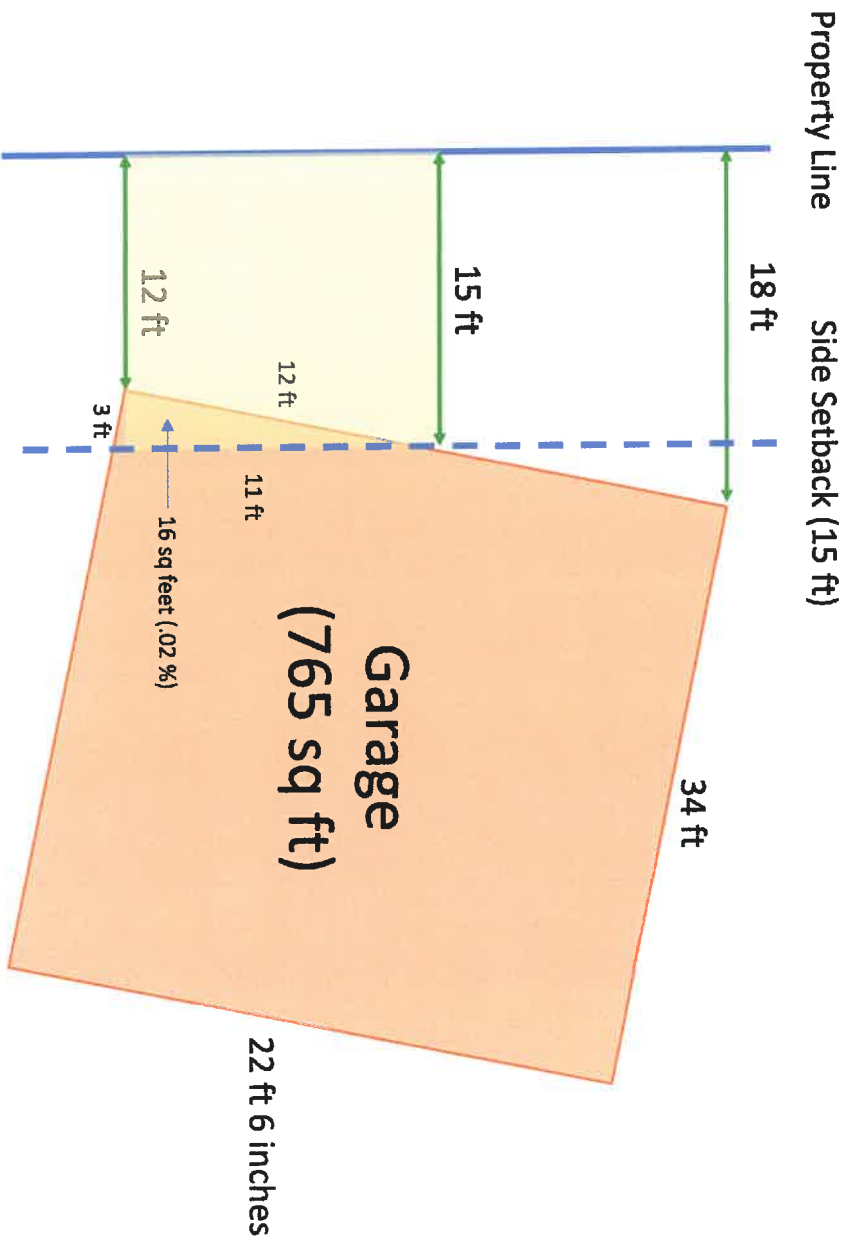 Property Line
Side Setback (15 ft)
18 ft
15 ft
12 ft
12 ft
3 ft
11 ft
16 sq feet (.02 %)
Garage
(765 sq ft)
34 ft
22 ft 6 inches